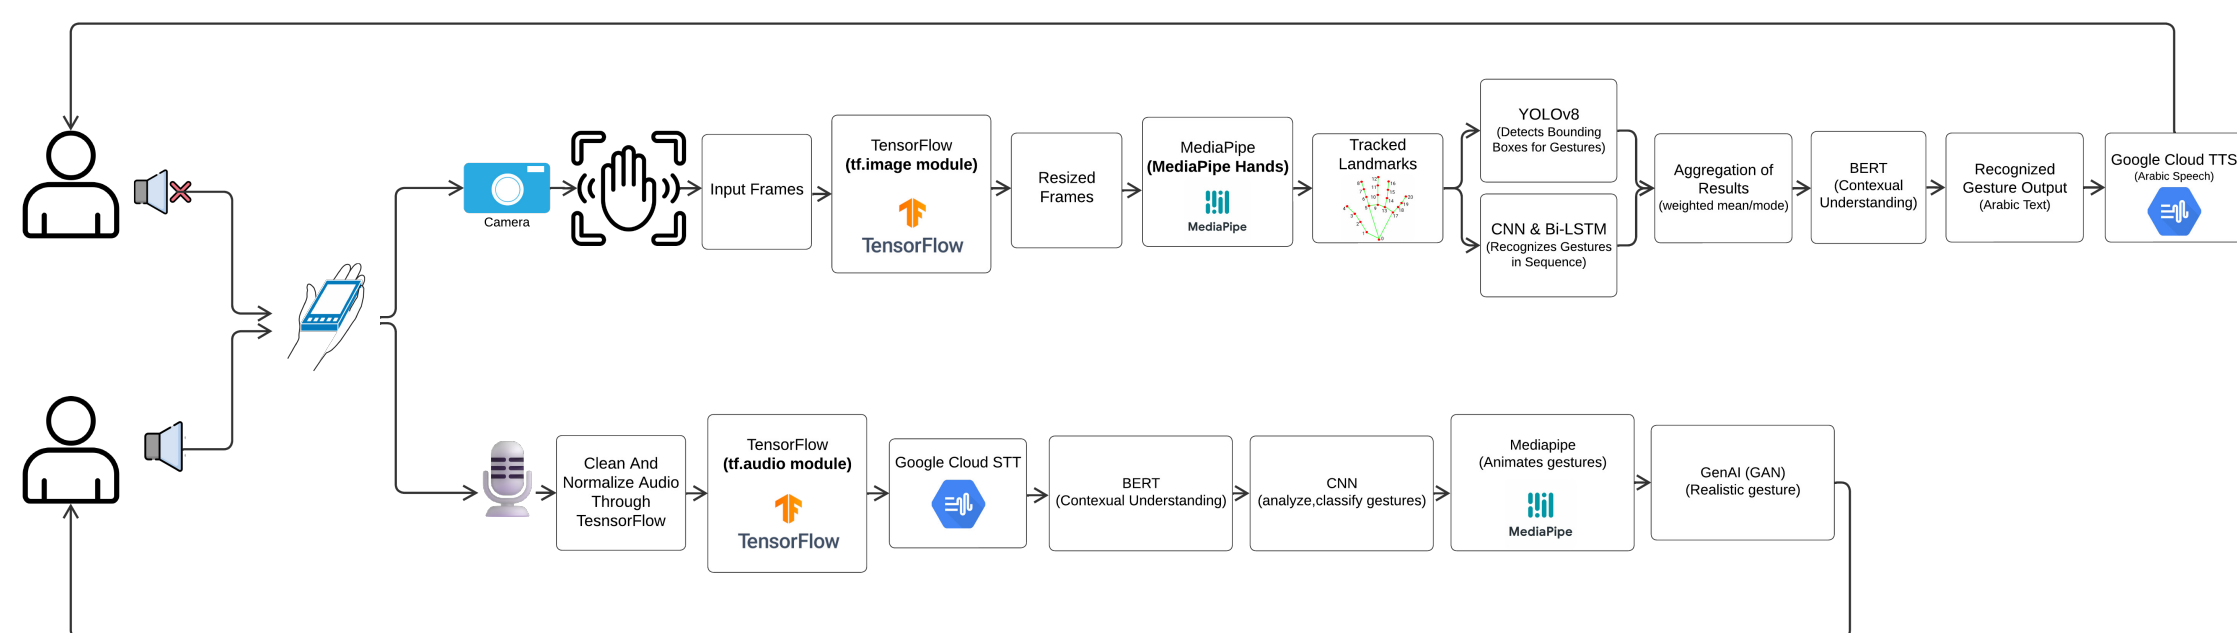 Camera
Input Frames
TensorFlow
(tf.image module)
TensorFlow
Resized
Frames
MediaPipe
(MediaPipe Hands)
MediaPipe
Tracked
Landmarks
YOLOv8
(Detects Bounding
Boxes for Gestures)
CNN & Bi-LSTM
(Recognizes Gestures
in Sequence)
Aggregation of
Results
(weighted mean/mode)
BERT
(Contexual
Understanding)
Recognized
Gesture Output
(Arabic Text)
Google Cloud TTS
(Arabic Speech)
Clean And
Normalize Audio
Through
TesnsorFlow
TensorFlow
(tf.audio module)
TensorFlow
Google Cloud STT
BERT
(Contexual Understanding)
CNN
(analyze,classify gestures)
Mediapipe
(Animates gestures)
MediaPipe
GenAI (GAN)
(Realistic gesture)